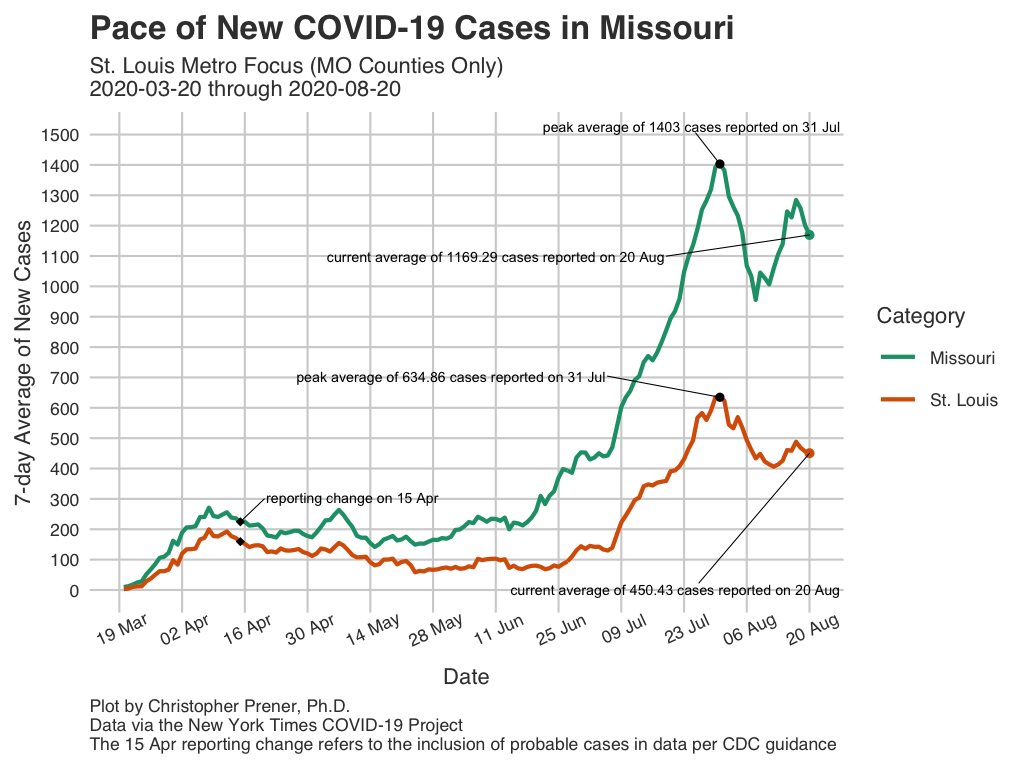 Pace of New COVID-19 Cases in Missouri
St. Louis Metro Focus (MO Counties Only)
2020-03-20 through 2020-08-20
7-day Average of New Cases
1500
1400
1300
1200
1100
1000
900
800
700
600
500
400
300
200
100
0
peak average of 1403 cases reported on 31 Jul
current average of 1169.29 cases reported on 20 Aug
peak average of 634.86 cases reported on 31 Jul
reporting change on 15 Apr
current average of 450.43 cases reported on 20 Aug
19 Mar
02 Apr
16 Apr
30 Apr
14 May
28 May
11 Jun
25 Jun
09 Jul
23 Jul
06 Aug
20 Aug
Date
Category
Missouri
St. Louis
Plot by Christopher Prener, Ph.D.
Data via the New York Times COVID-19 Project
The 15 Apr reporting change refers to the inclusion of probable cases in data per CDC guidance